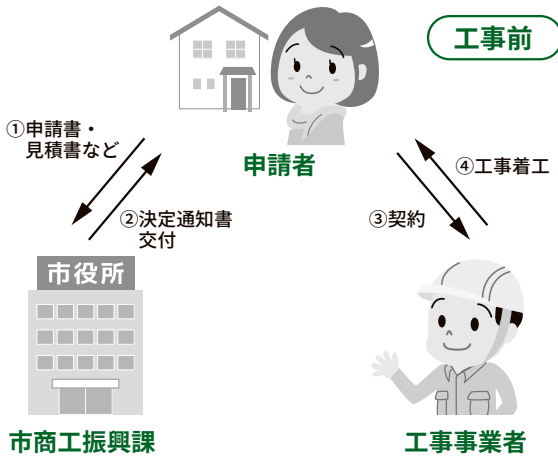 工事前
①申請書・
見積書など
申請者
④工事着工
②決定通知書
交付
③契約
市役所
市商工振興課
工事事業者